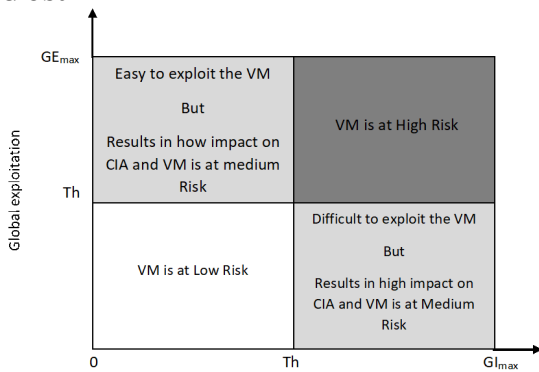 GEmax
Easy to exploit the VM
But
Results in how impact on
CIA and VM is at medium
Risk
VM is at High Risk
Global exploitation
Th
VM is at Low Risk
Difficult to exploit the VM
But
Results in high impact on
CIA and VM is at Medium
Risk
0
Th
GImax